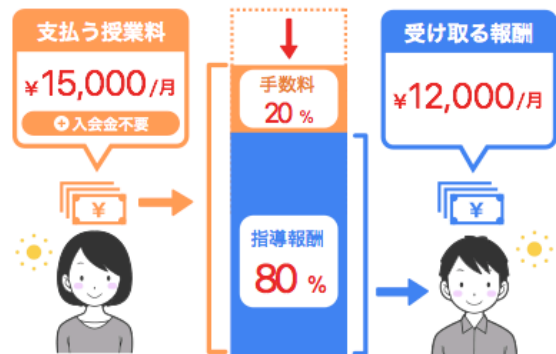 支払う授業料
¥15,000/月
+入会金不要
手数料
20 %
指導報酬
80 %
受け取る報酬
¥12,000/月
¥
¥